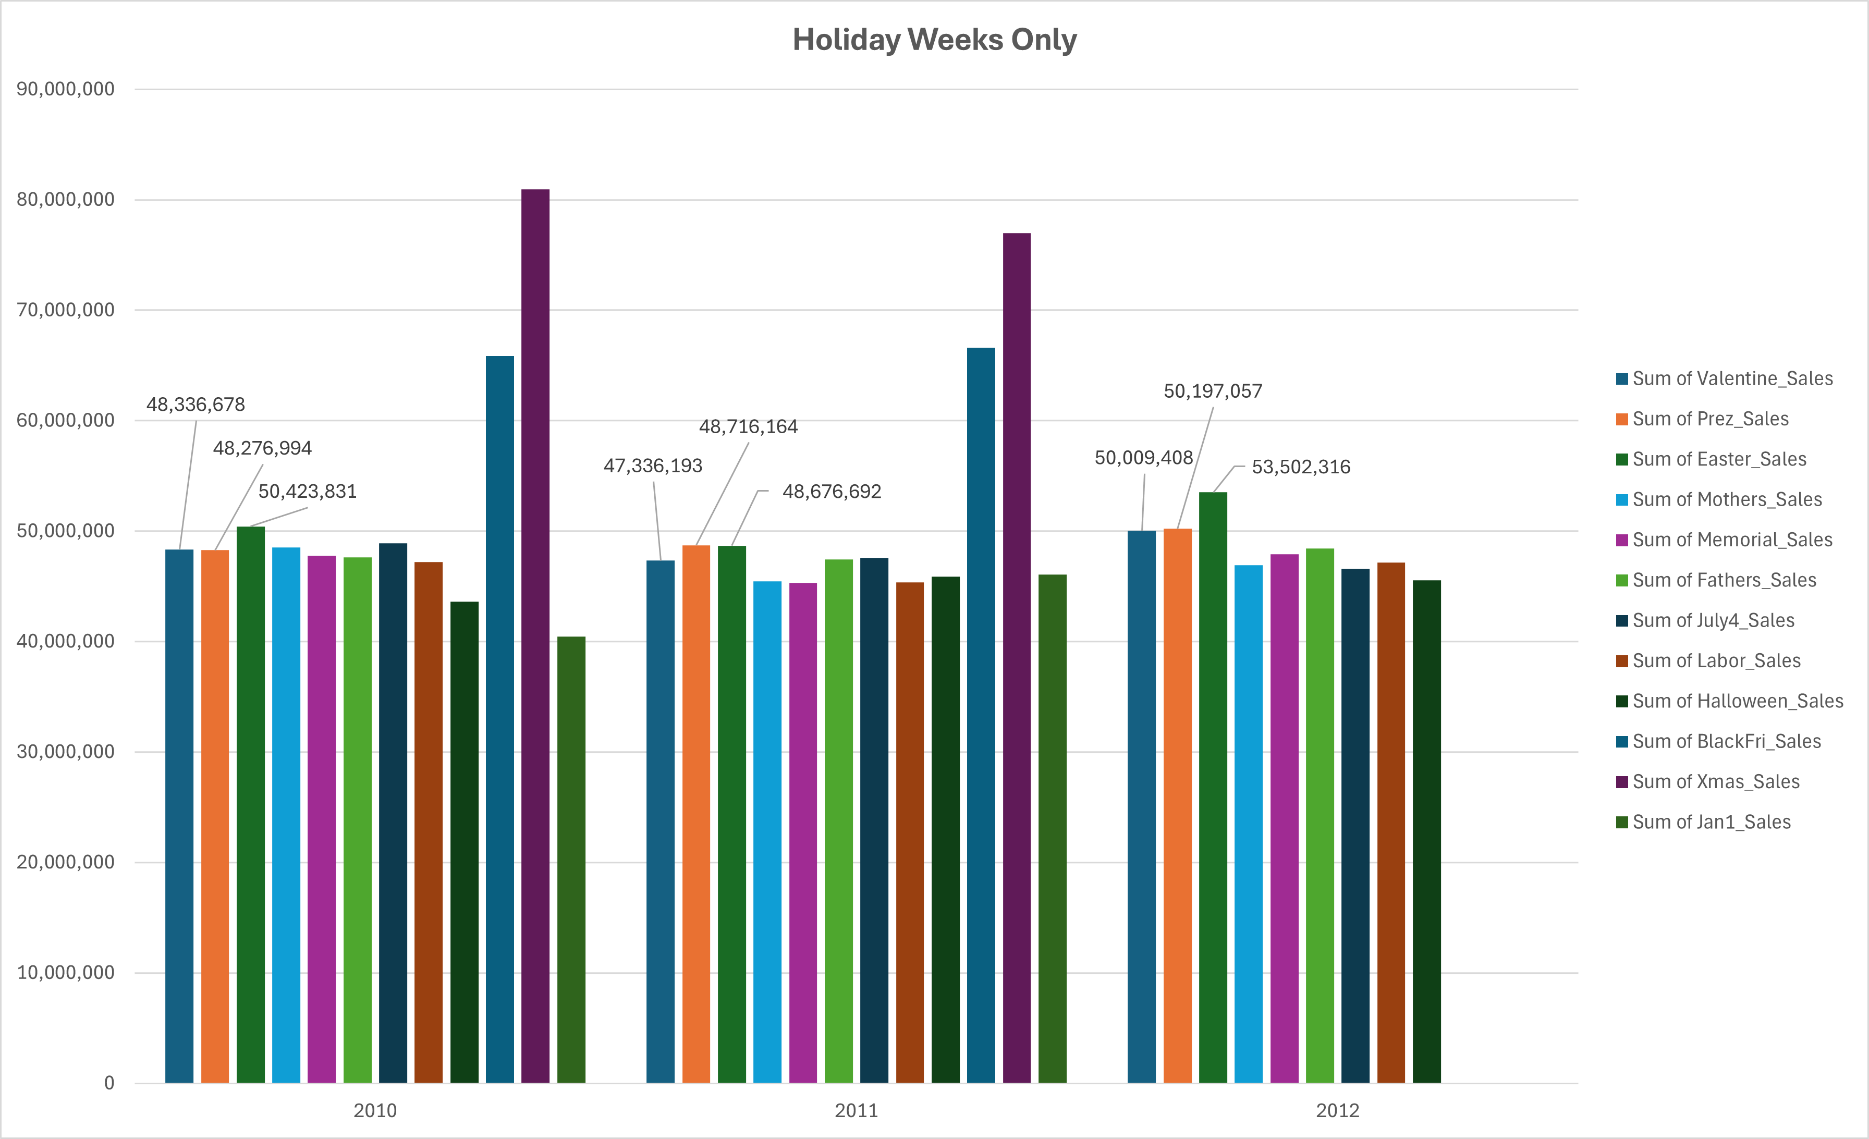 Holiday Weeks Only
90,000,000
80,000,000
70,000,000
60,000,000
50,000,000
40,000,000
30,000,000
20,000,000
10,000,000
0
48,336,678
48,276,994
50,423,831
47,336,193
48,716,164
48,676,692
50,009,408
50,197,057
53,502,316
2010
2011
2012
Sum of Valentine_Sales
Sum of Prez_Sales
Sum of Easter_Sales
Sum of Mothers_Sales
Sum of Memorial_Sales
Sum of Fathers_Sales
Sum of July4_Sales
Sum of Labor_Sales
Sum of Halloween_Sales
Sum of BlackFri_Sales
Sum of Xmas_Sales
Sum of Jan1_Sales